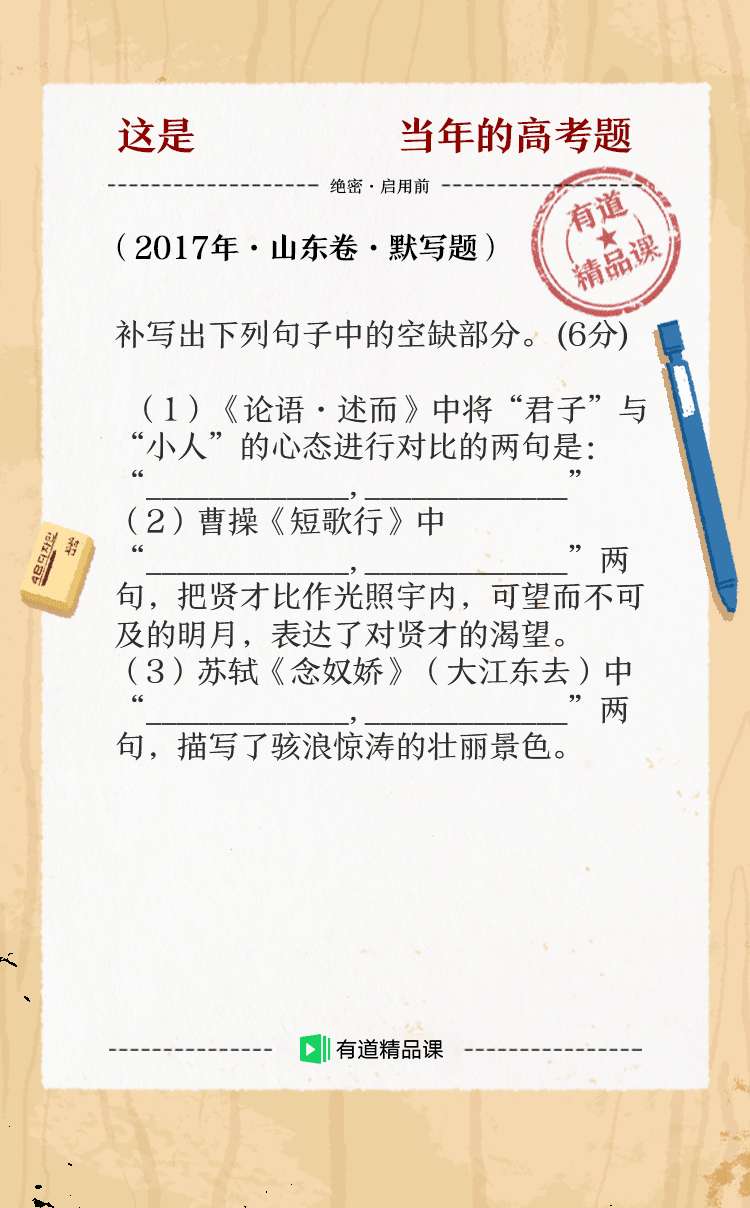 这是 当年的高考题
绝密·启用前
有道
精品课
（2017年·山东卷·默写题）
补写出下列句子中的空缺部分。(6分)
（1）《论语·述而》中将“君子”与
“小人”的心态进行对比的两句是：
“_____________,_____________”
（2）曹操《短歌行》中
“_____________,_____________”两
句，把贤才比作光照宇内，可望而不可
及的明月，表达了对贤才的渴望。
（3）苏轼《念奴娇》（大江东去）中
“_____________,_____________”两
句，描写了骇浪惊涛的壮丽景色。
有道精品课